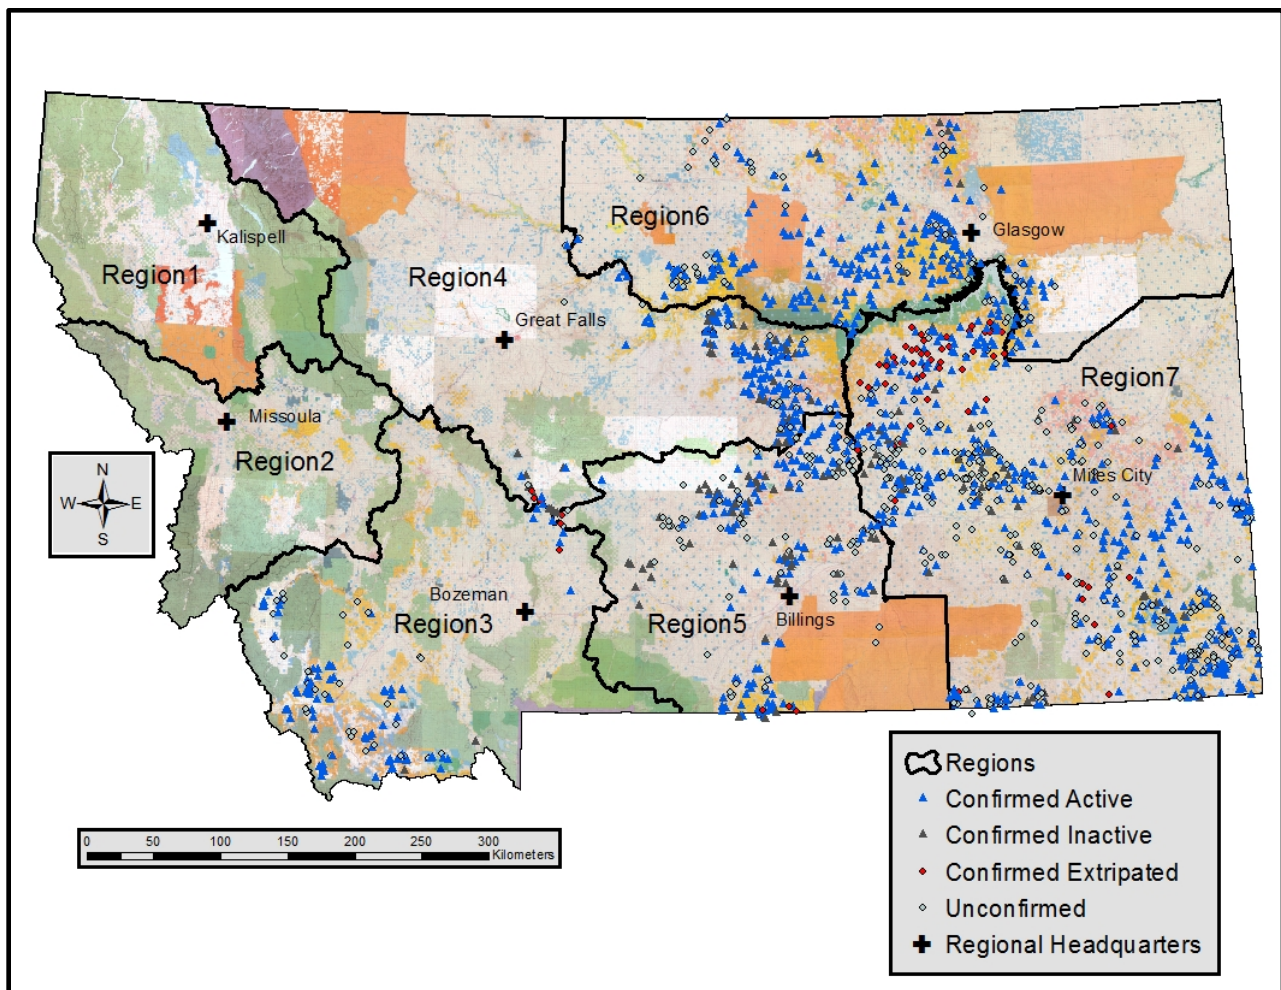 Region6
Glasgow
Kalispell
Region1
Region4
Great Falls
Region7
Missoula
Region2
Miles City
N
W E
S
Bozeman
Region3
Region5
Billings
Regions
Confirmed Active
Confirmed Inactive
Confirmed Extripated
Unconfirmed
Regional Headquarters
0 50 100 150 200 250 300
Kilometers